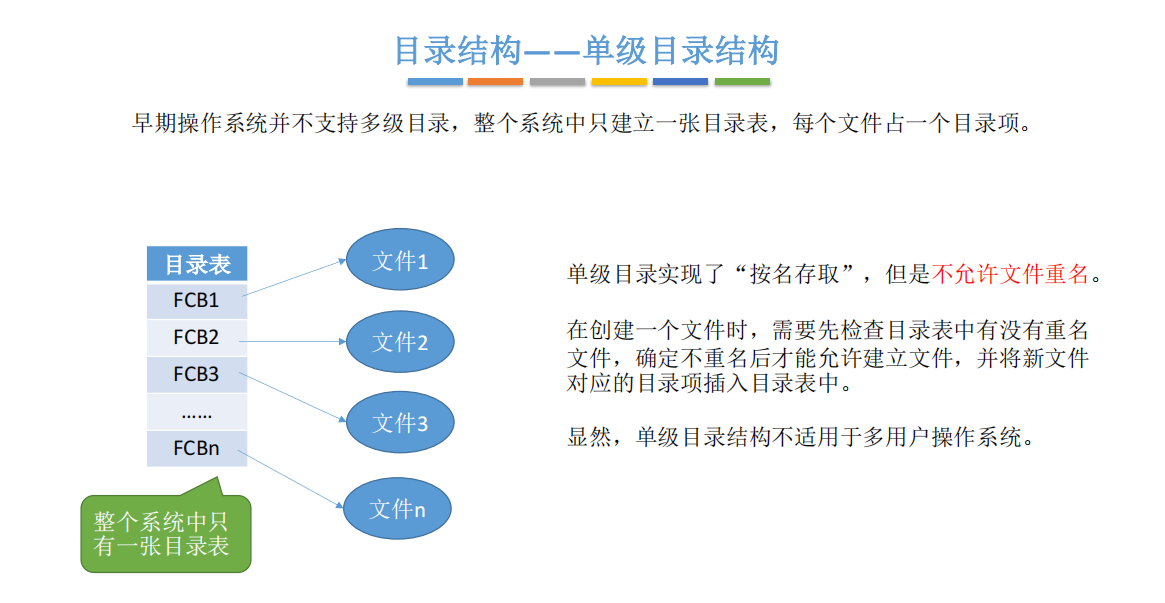 目录结构——单级目录结构
早期操作系统并不支持多级目录，整个系统中只建立一张目录表，每个文件占一个目录项。
目录表
FCB1
FCB2
FCB3
……
FCBn
文件1
文件2
文件3
文件n
整个系统中只
有一张目录表
单级目录实现了“按名存取”，但是不允许文件重名。
在创建一个文件时，需要先检查目录表中有没有重名
文件，确定不重名后才能允许建立文件，并将新文件
对应的目录项插入目录表中。
显然，单级目录结构不适用于多用户操作系统。